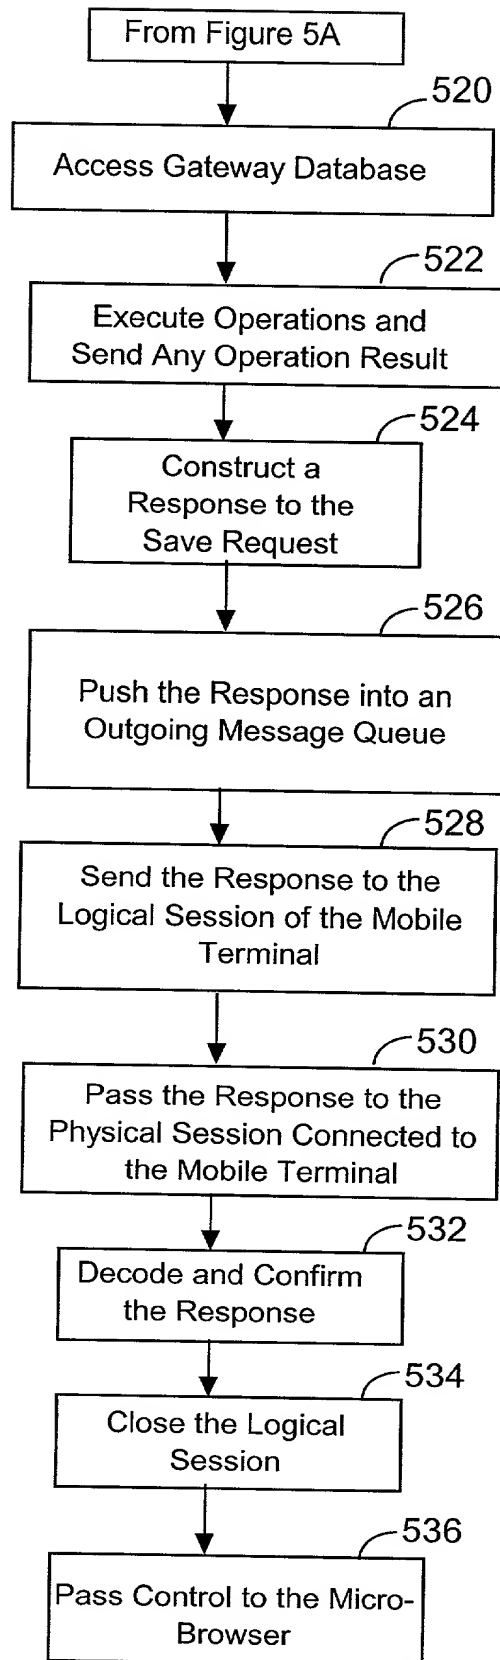 From Figure 5A
520
Access Gateway Database
522
Execute Operations and
Send Any Operation Result
524
Construct a
Response to the
Save Request
526
Push the Response into an
Outgoing Message Queue
528
Send the Response to the
Logical Session of the Mobile
Terminal
530
Pass the Response to the
Physical Session Connected to
the Mobile Terminal
532
Decode and Confirm
the Response
534
Close the Logical
Session
536
Pass Control to the Micro-
Browser